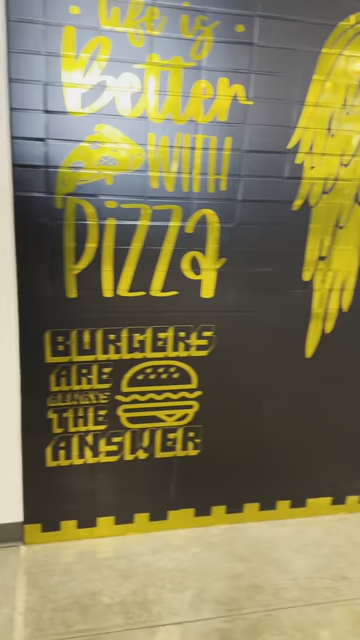 Life is
Better
WITH
Pizza
BURGERS
ARE
ALWAYS
THE
ANSWER